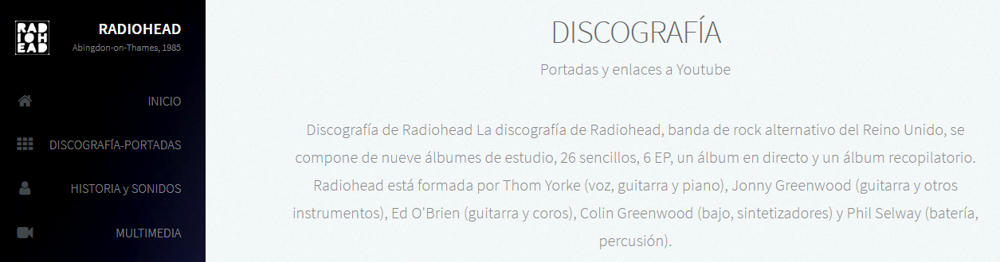 RAD
IOH
EAD
RADIOHEAD
Abingdon-on-Thames, 1985
INICIO
DISCOGRAFÍA-PORTADAS
HISTORIA y SONIDOS
MULTIMEDIA
DISCOGRAFÍA
Portadas y enlaces a Youtube
Discografía de Radiohead La discografía de Radiohead, banda de rock alternativo del Reino Unido, se
compone de nueve álbumes de estudio, 26 sencillos, 6 EP, un álbum en directo y un álbum recopilatorio.
Radiohead está formada por Thom Yorke (voz, guitarra y piano), Jonny Greenwood (guitarra y otros
instrumentos), Ed O'Brien (guitarra y coros), Colin Greenwood (bajo, sintetizadores) y Phil Selway (batería,
percusión).